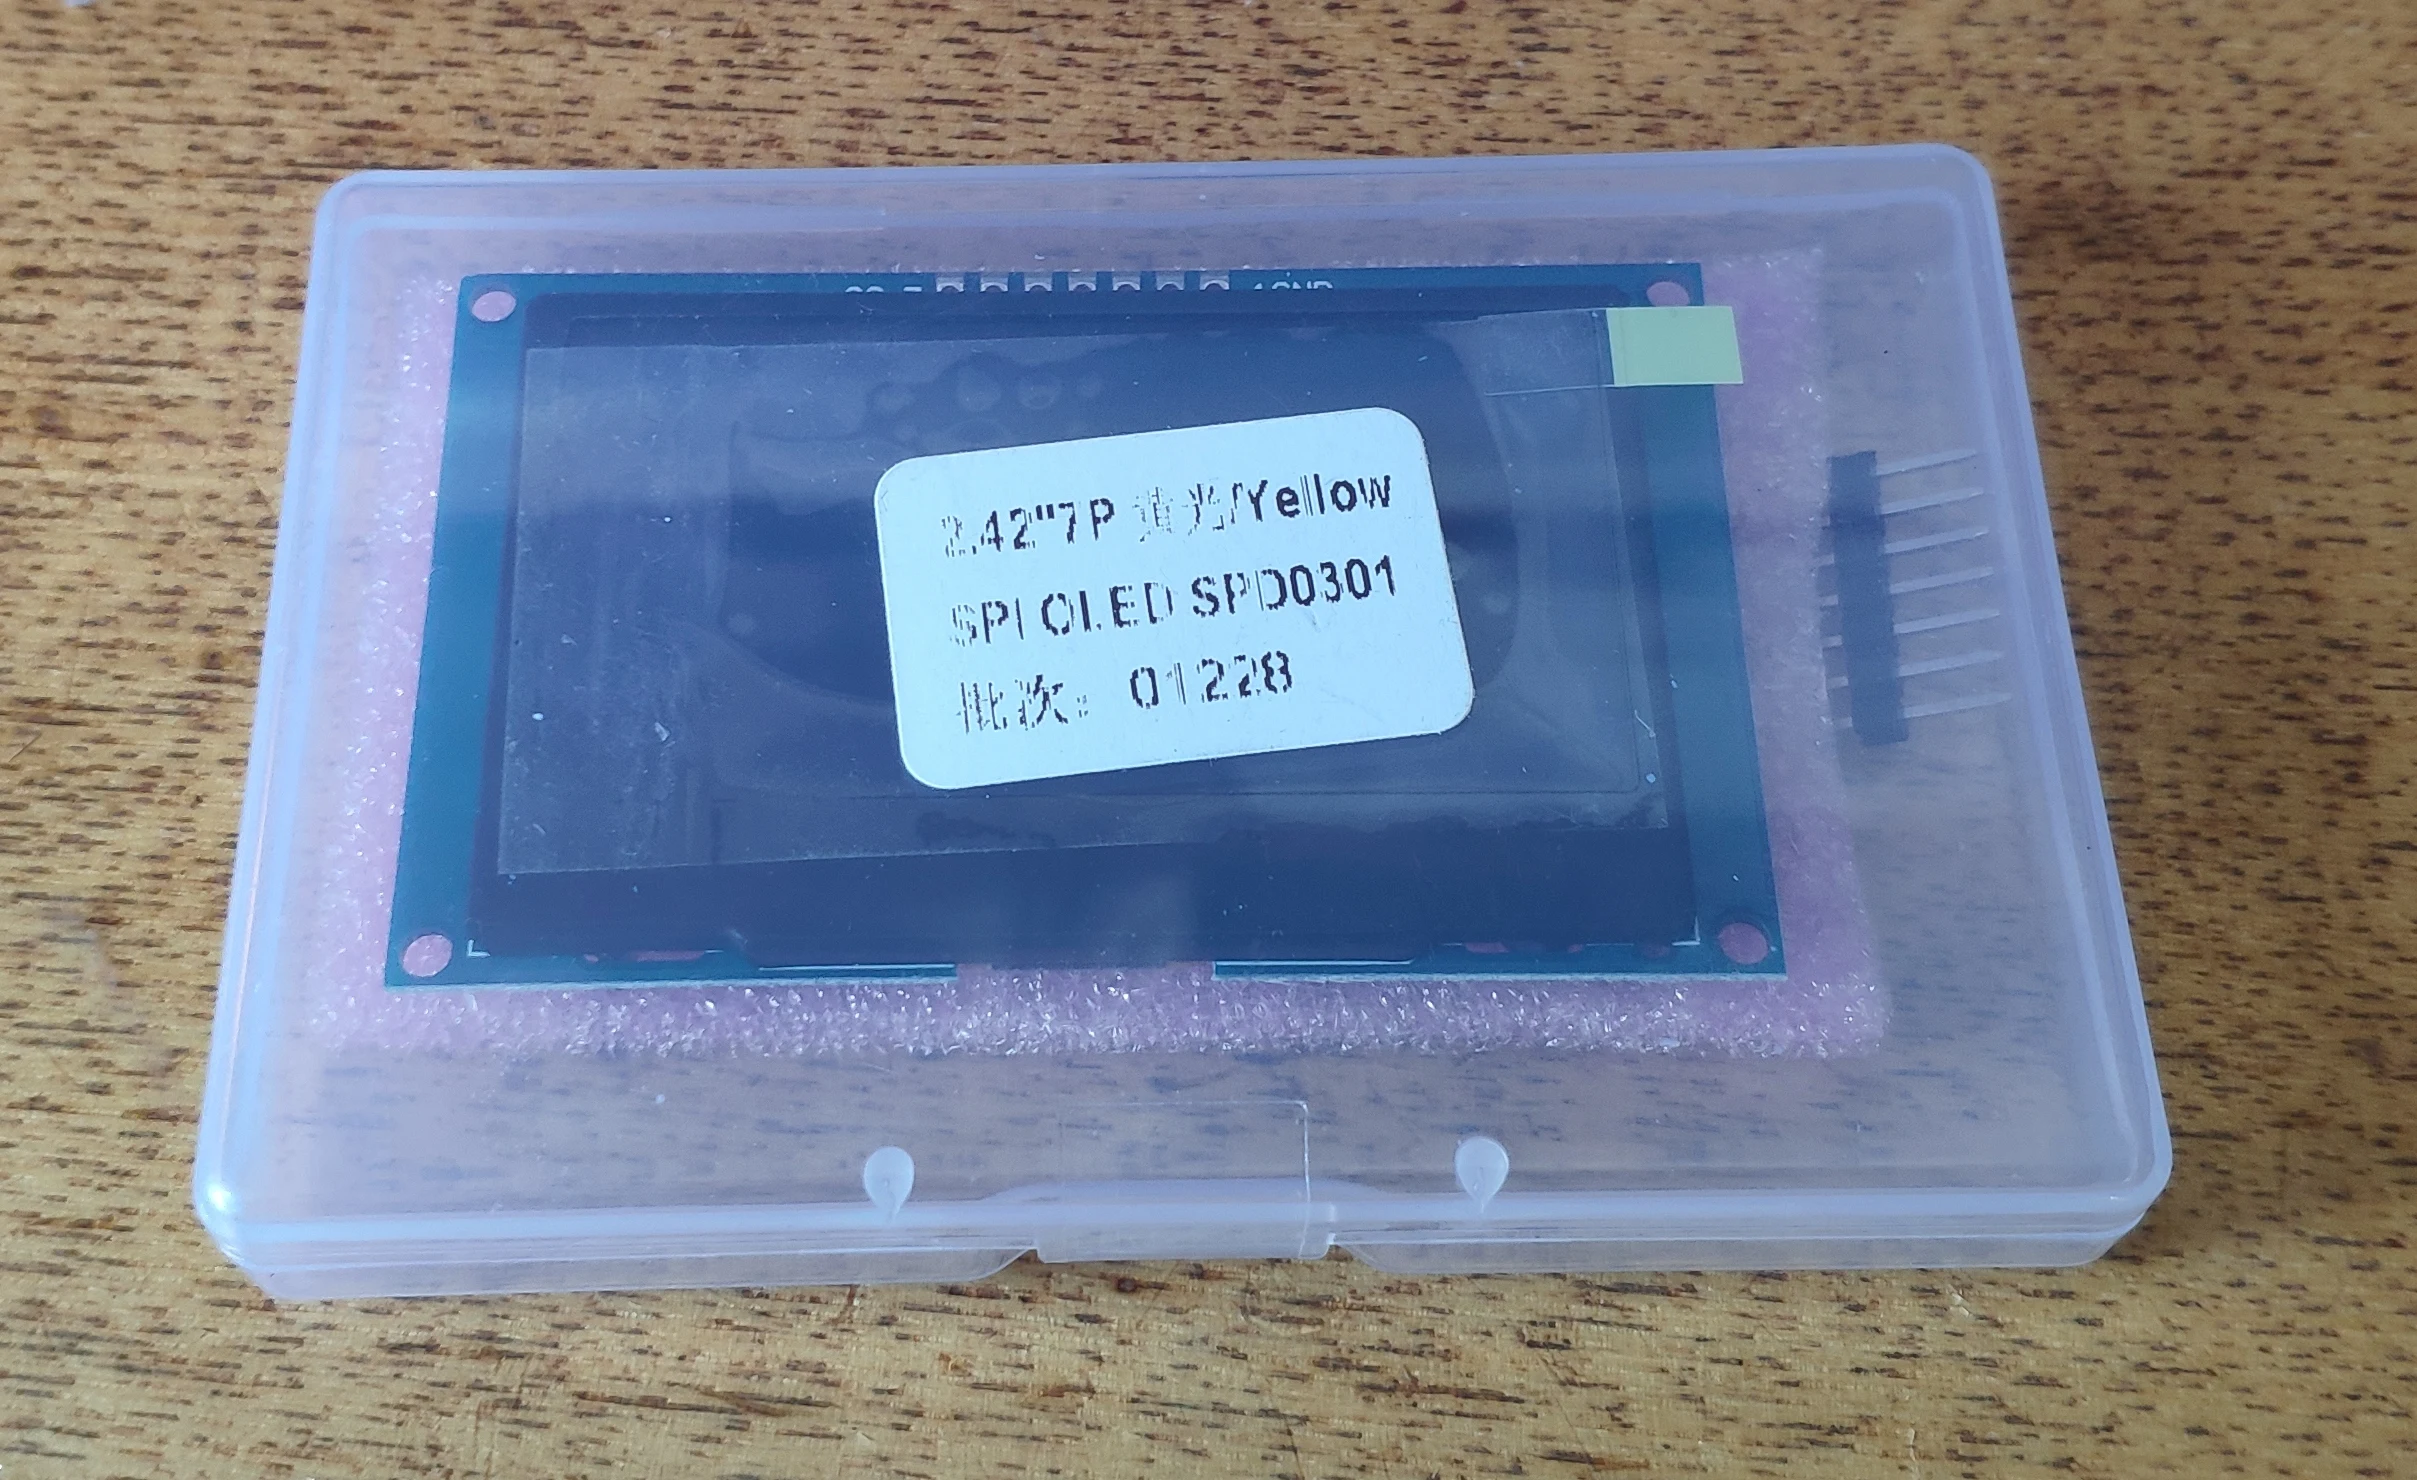 2.42"7P 黄光/Yellow
SPI OLED SPD0301
批次：01228